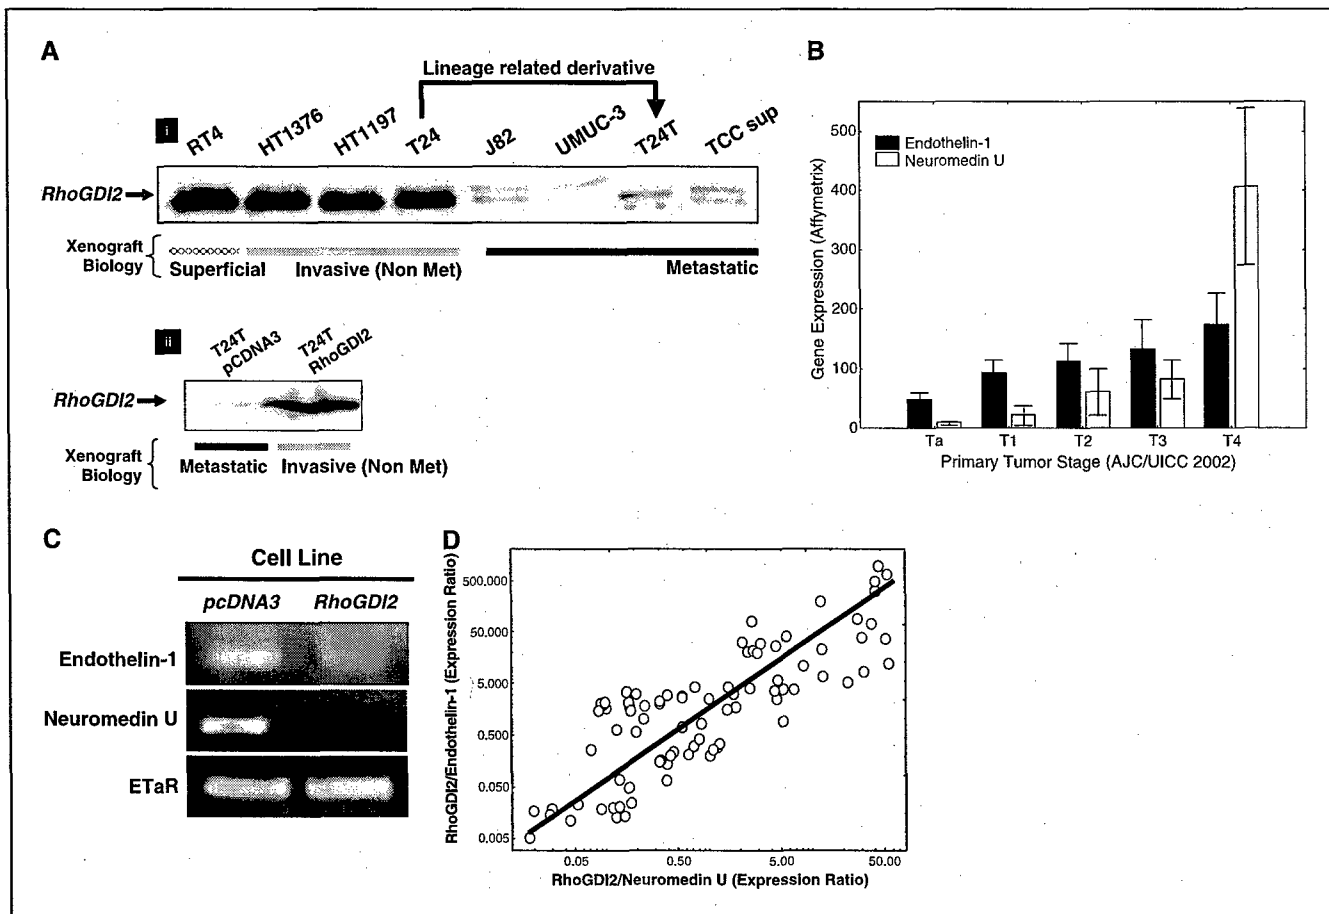 A
Lineage related derivative
i
RT4 HT1376 HT1197 T24 J82 UMUC-3 T24T TCC sup
RhoGDI2
Xenograft Biology
Superficial Invasive (Non Met) Metastatic
ii
T24T pCDNA3 T24T RhoGDI2
RhoGDI2
Xenograft Biology
Metastatic Invasive (Non Met)
B
Endothelin-1
Neuromedin U
Gene Expression (Affymetrix)
500
400
300
200
100
0
Ta T1 T2 T3 T4
Primary Tumor Stage (AJC/UICC 2002)
C
Cell Line
pcDNA3 RhoGDI2
Endothelin-1
Neuromedin U
ETaR
D
RhoGDI2/Endothelin-1 (Expression Ratio)
500.000
50.000
5.000
0.500
0.050
0.005
0.05 0.50 5.00 50.00
RhoGDI2/Neuromedin U (Expression Ratio)